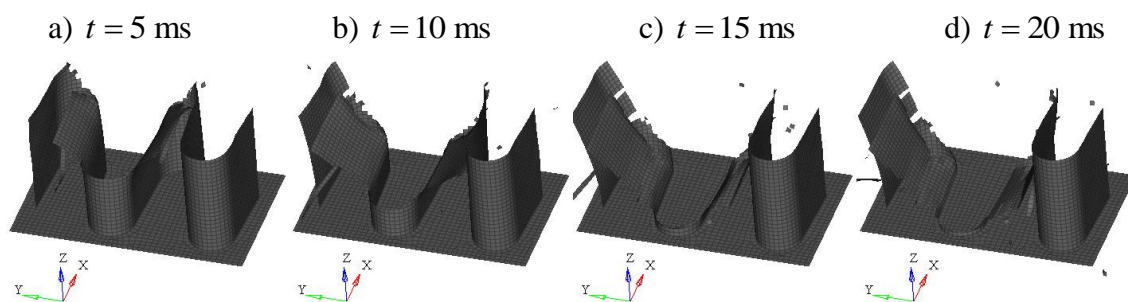 a) t = 5 ms
b) t = 10 ms
c) t = 15 ms
d) t = 20 ms
Z
X
Y
Z
X
Y
Z
X
Y
Z
X
Y